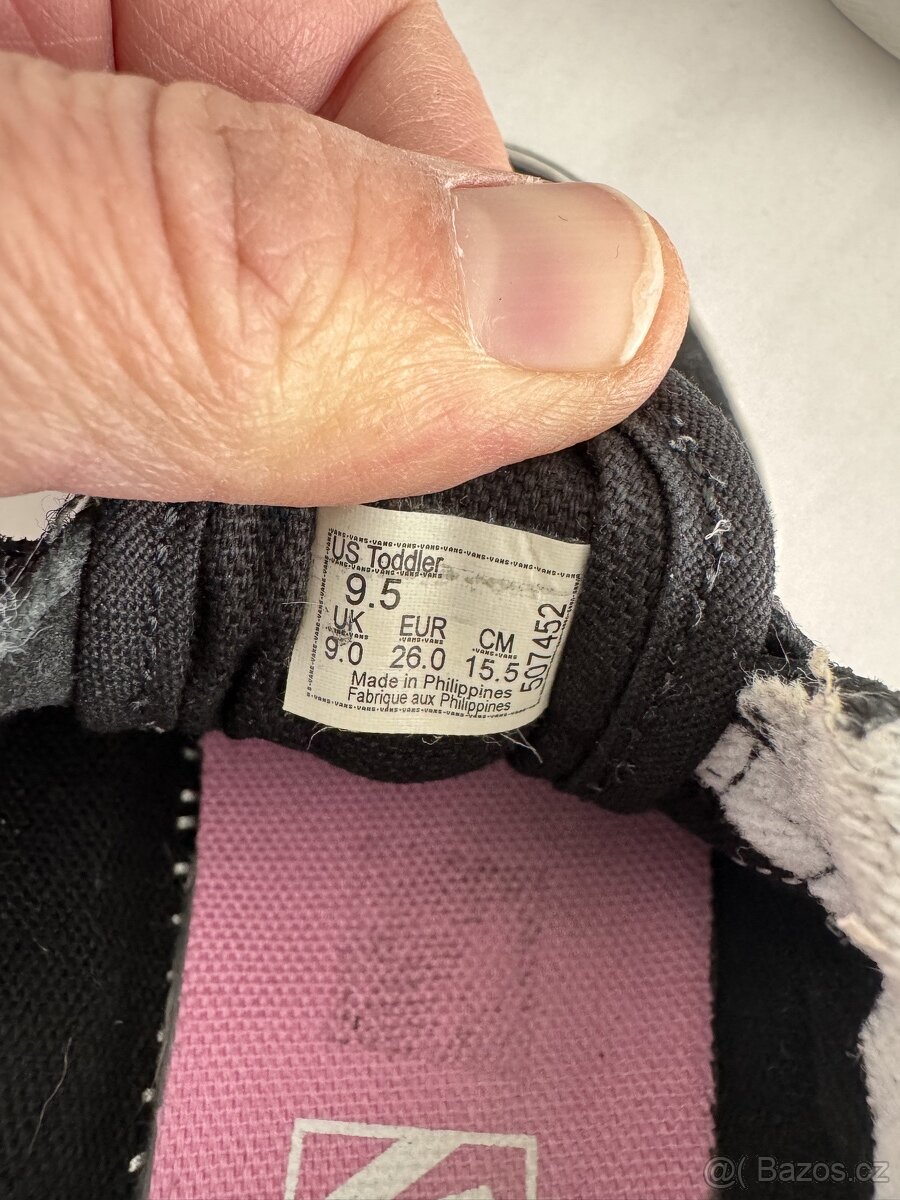 US Toddler
9.5
UK EUR CM
9.0 26.0 15.5
Made in Philippines
Fabrique aux Philippines
507452
@( Bazos.cz